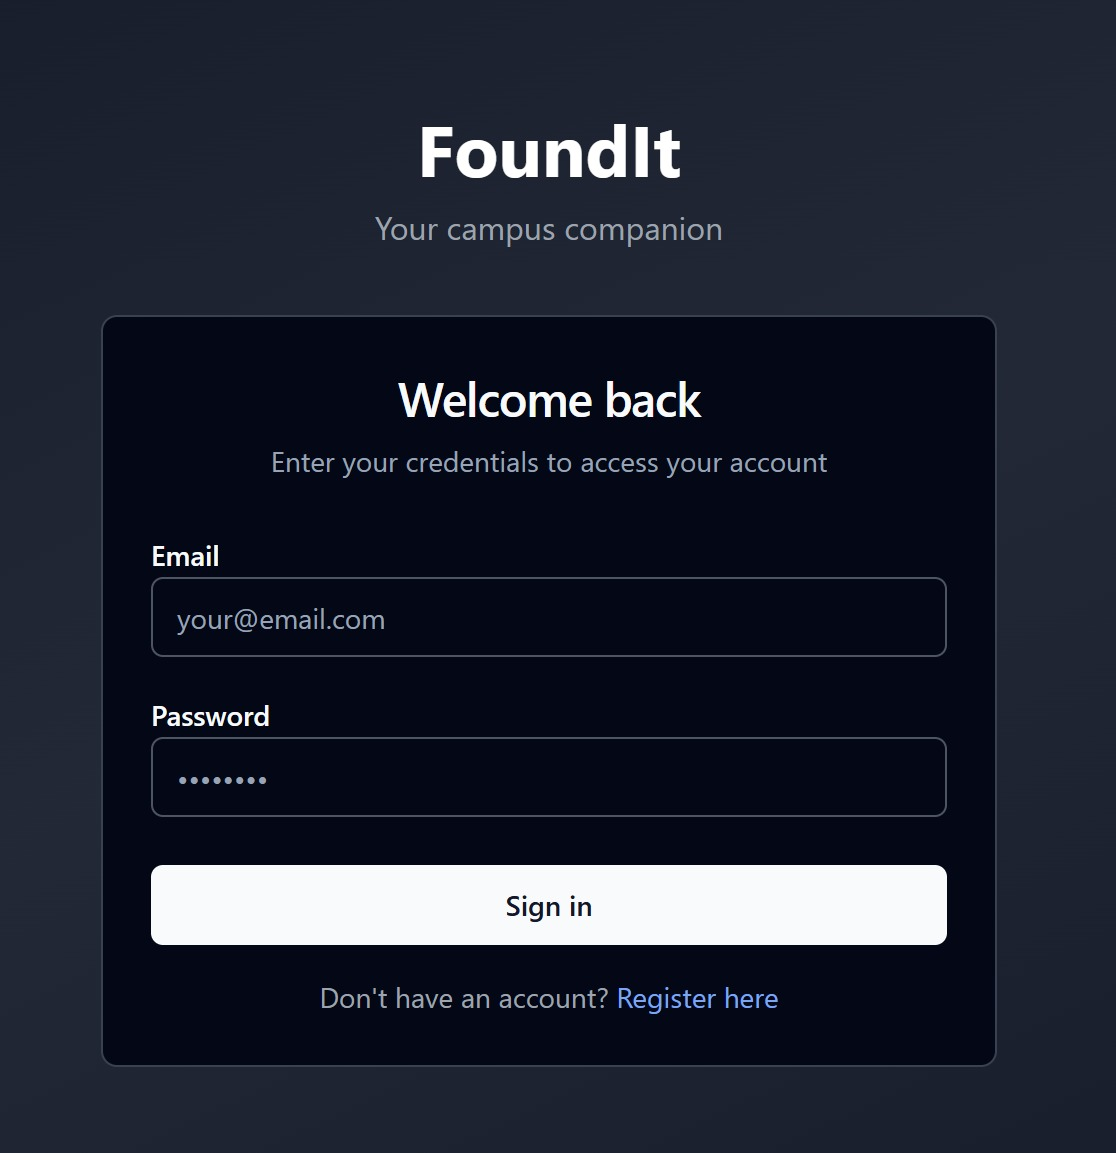 FoundIt
Your campus companion
Welcome back
Enter your credentials to access your account
Email
your@email.com
Password
••••••••
Sign in
Don't have an account? Register here